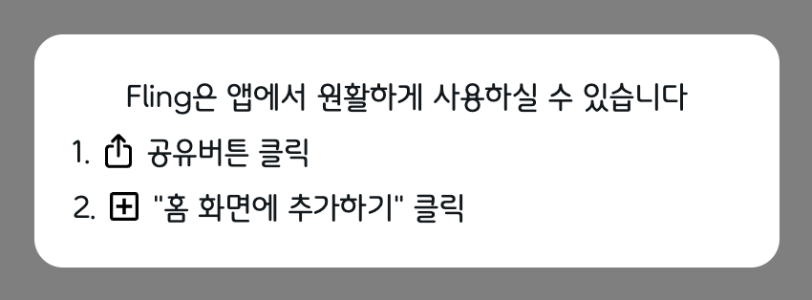 Fling은 앱에서 원활하게 사용하실 수 있습니다
1. 공유버튼 클릭
2. "홈 화면에 추가하기" 클릭